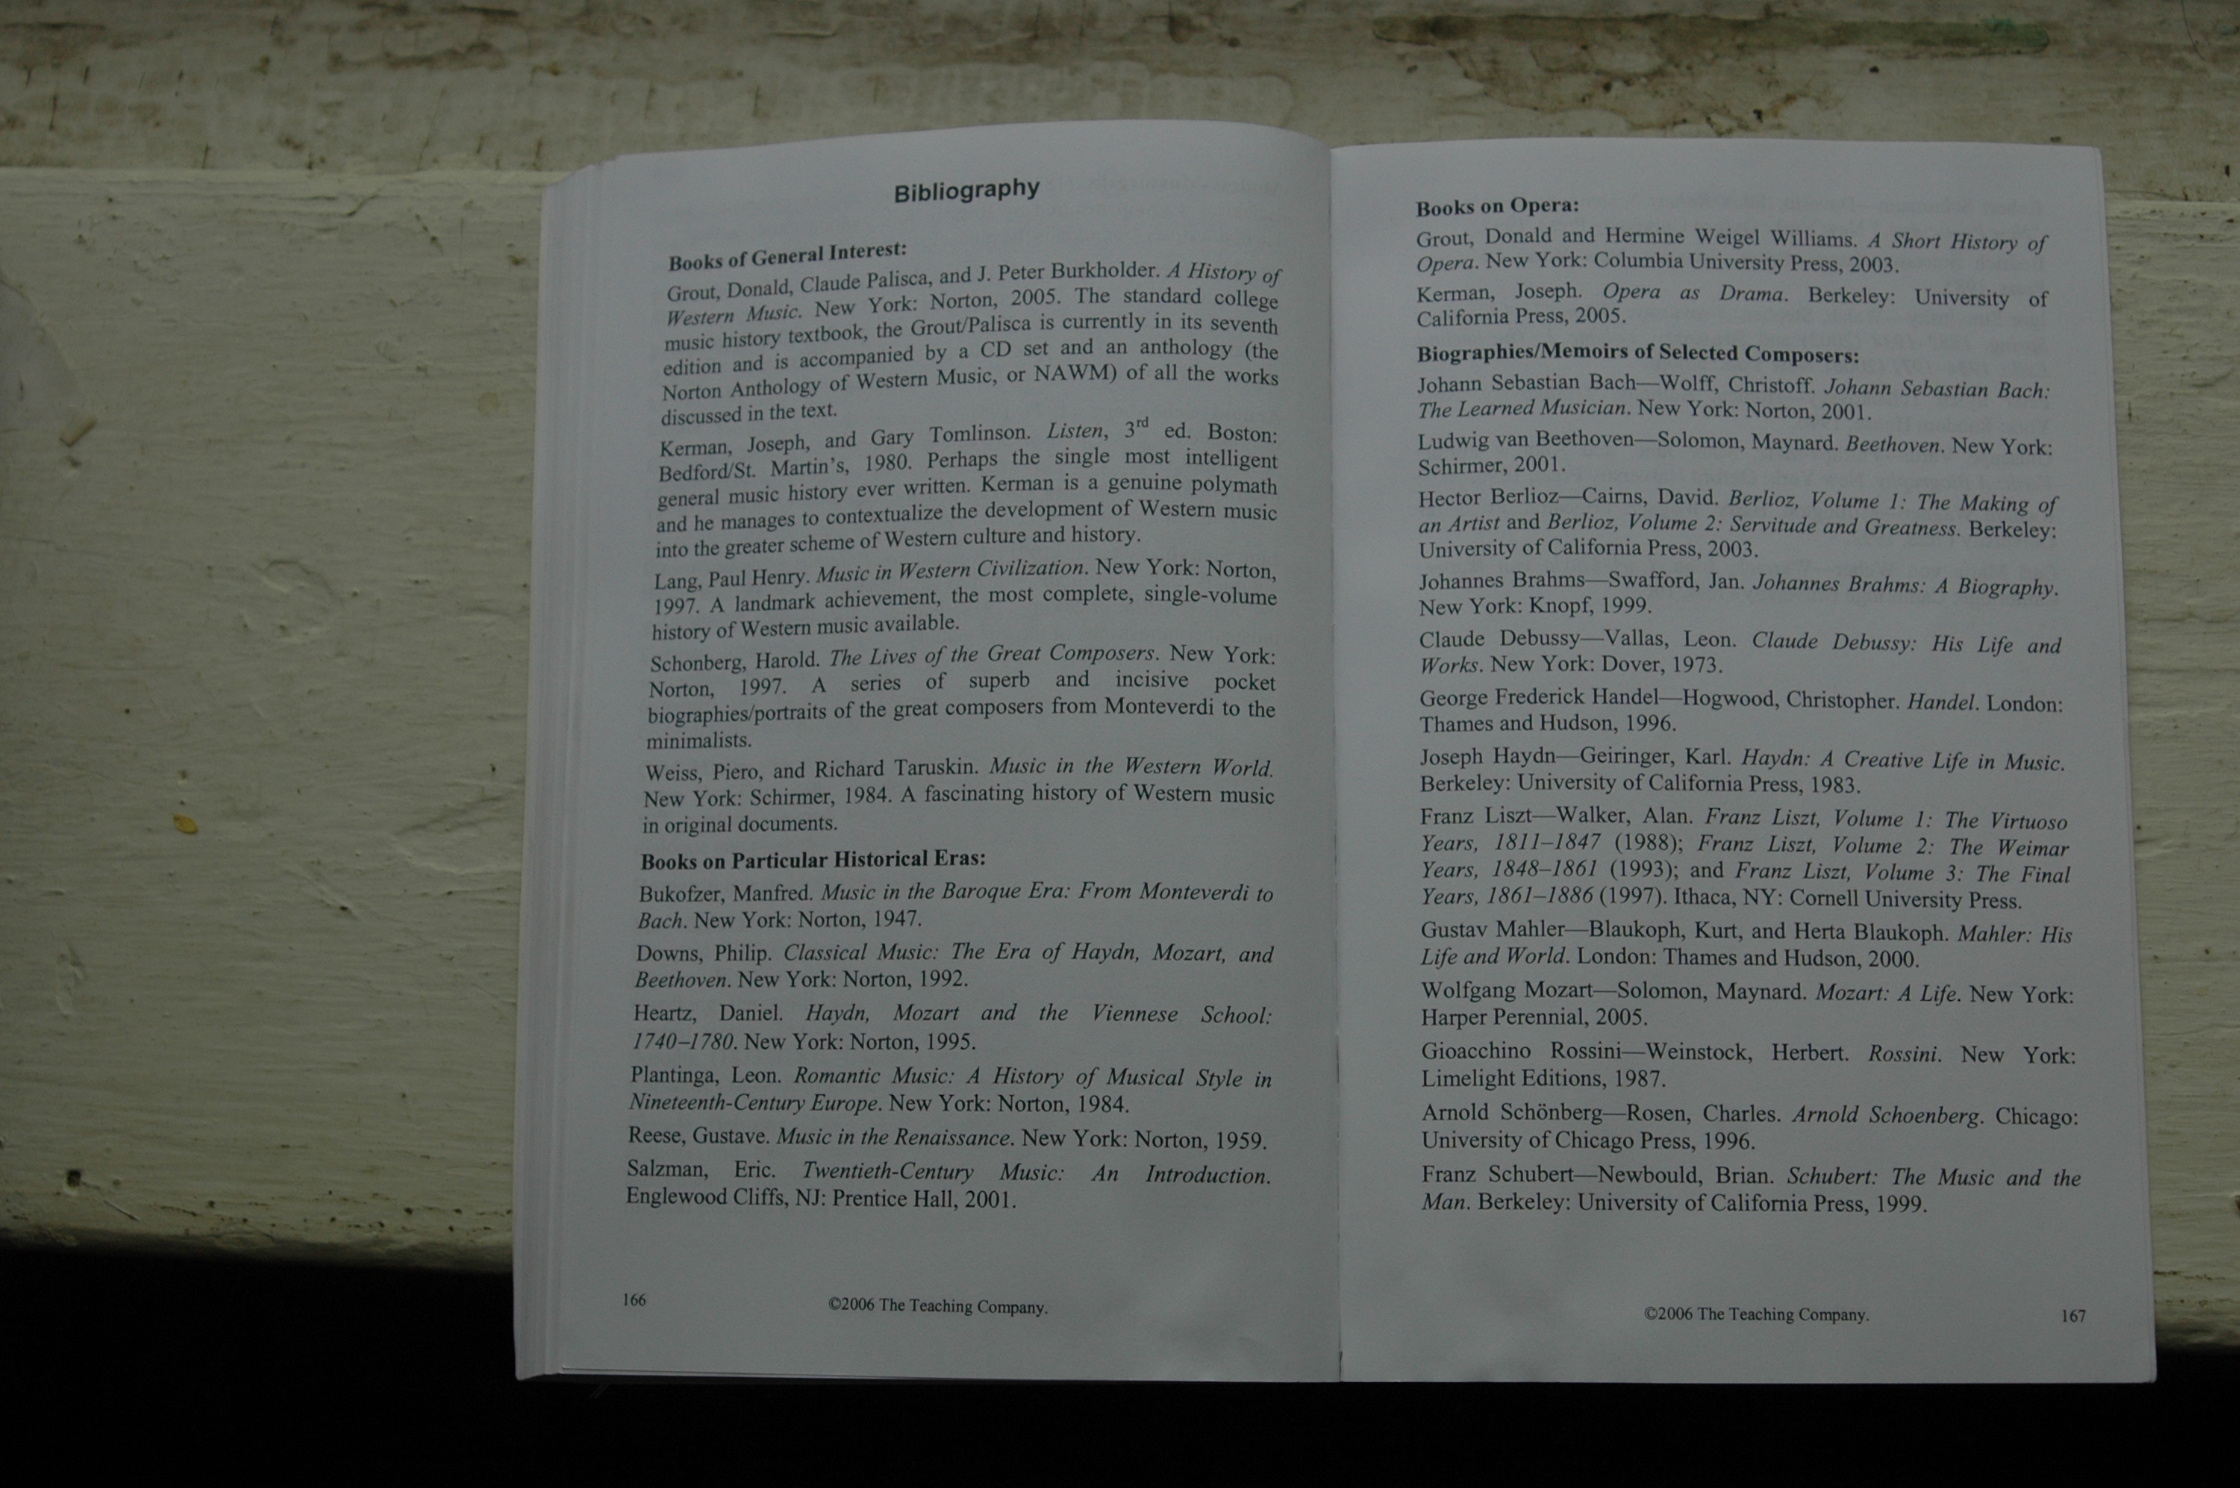 Bibliography
Books of General Interest:
Grout, Donald, Claude Palisca, and J. Peter Burkholder. A History of
Western Music. New York: Norton, 2005. The standard college
music history textbook, the Grout/Palisca is currently in its seventh
edition and is accompanied by a CD set and an anthology (the
Norton Anthology of Western Music, or NAWM) of all the works
discussed in the text.
Kerman, Joseph, and Gary Tomlinson. Listen, 3rd ed. Boston:
Bedford/St. Martin's, 1980. Perhaps the single most intelligent
general music history ever written. Kerman is a genuine polymath
and he manages to contextualize the development of Western music
into the greater scheme of Western culture and history.
Lang, Paul Henry. Music in Western Civilization. New York: Norton,
1997. A landmark achievement, the most complete, single-volume
history of Western music available.
Schonberg, Harold. The Lives of the Great Composers. New York:
Norton, 1997. A series of superb and incisive pocket
biographies/portraits of the great composers from Monteverdi to the
minimalists.
Weiss, Piero, and Richard Taruskin. Music in the Western World.
New York: Schirmer, 1984. A fascinating history of Western music
in original documents.
Books on Particular Historical Eras:
Bukofzer, Manfred. Music in the Baroque Era: From Monteverdi to
Bach. New York: Norton, 1947.
Downs, Philip. Classical Music: The Era of Haydn, Mozart, and
Beethoven. New York: Norton, 1992.
Heartz, Daniel. Haydn, Mozart and the Viennese School:
1740–1780. New York: Norton, 1995.
Plantinga, Leon. Romantic Music: A History of Musical Style in
Nineteenth-Century Europe. New York: Norton, 1984.
Reese, Gustave. Music in the Renaissance. New York: Norton, 1959.
Salzman, Eric. Twentieth-Century Music: An Introduction.
Englewood Cliffs, NJ: Prentice Hall, 2001.
166
©2006 The Teaching Company.
Books on Opera:
Grout, Donald and Hermine Weigel Williams. A Short History of
Opera. New York: Columbia University Press, 2003.
Kerman, Joseph. Opera as Drama. Berkeley: University of
California Press, 2005.
Biographies/Memoirs of Selected Composers:
Johann Sebastian Bach—Wolff, Christoff. Johann Sebastian Bach:
The Learned Musician. New York: Norton, 2001.
Ludwig van Beethoven—Solomon, Maynard. Beethoven. New York:
Schirmer, 2001.
Hector Berlioz—Cairns, David. Berlioz, Volume 1: The Making of
an Artist and Berlioz, Volume 2: Servitude and Greatness. Berkeley:
University of California Press, 2003.
Johannes Brahms—Swafford, Jan. Johannes Brahms: A Biography.
New York: Knopf, 1999.
Claude Debussy—Vallas, Leon. Claude Debussy: His Life and
Works. New York: Dover, 1973.
George Frederick Handel—Hogwood, Christopher. Handel. London:
Thames and Hudson, 1996.
Joseph Haydn—Geiringer, Karl. Haydn: A Creative Life in Music.
Berkeley: University of California Press, 1983.
Franz Liszt—Walker, Alan. Franz Liszt, Volume 1: The Virtuoso
Years, 1811–1847 (1988); Franz Liszt, Volume 2: The Weimar
Years, 1848–1861 (1993); and Franz Liszt, Volume 3: The Final
Years, 1861–1886 (1997). Ithaca, NY: Cornell University Press.
Gustav Mahler—Blaukoph, Kurt, and Herta Blaukoph. Mahler: His
Life and World. London: Thames and Hudson, 2000.
Wolfgang Mozart—Solomon, Maynard. Mozart: A Life. New York:
Harper Perennial, 2005.
Gioacchino Rossini—Weinstock, Herbert. Rossini. New York:
Limelight Editions, 1987.
Arnold Schönberg—Rosen, Charles. Arnold Schoenberg. Chicago:
University of Chicago Press, 1996.
Franz Schubert—Newbould, Brian. Schubert: The Music and the
Man. Berkeley: University of California Press, 1999.
©2006 The Teaching Company.
167